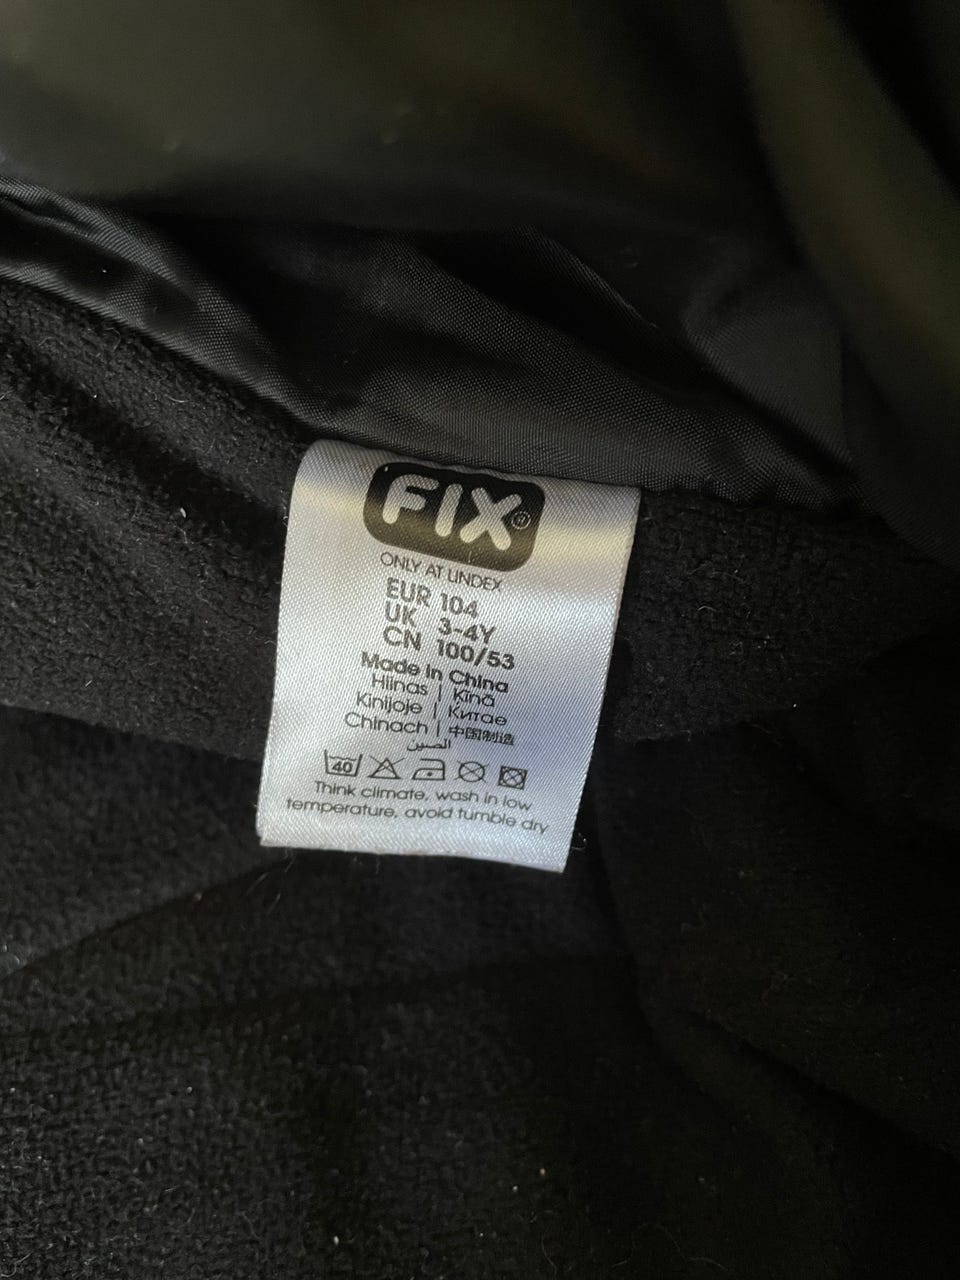 FIX®
ONLY AT LINDEX
EUR 104
UK 3-4Y
CN 100/53
Made in China
Hiinas | Ķīnā
Kinijoje | Китае
Chinach | 中国制造
الصين
40
Think climate, wash in low
temperature, avoid tumble dry